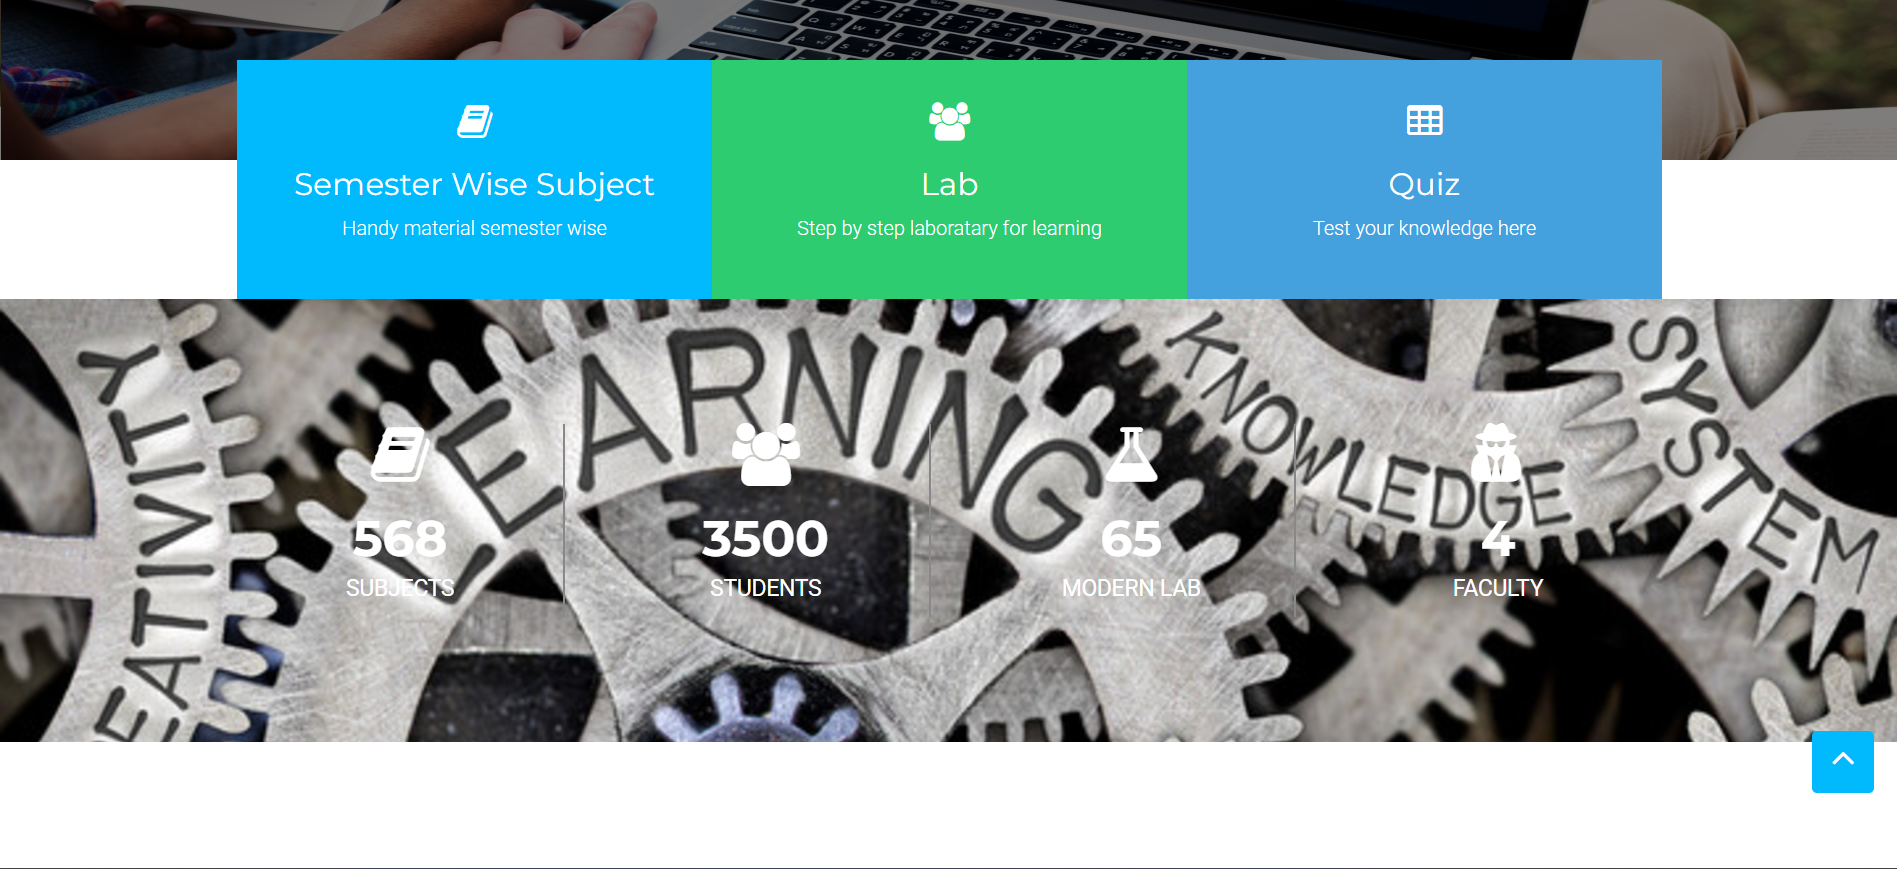 Semester Wise Subject
Handy material semester wise
Lab
Step by step laboratary for learning
Quiz
Test your knowledge here
EATIVITY
LEARNING
KNOWLEDGE
SYSTEM
568
SUBJECTS
3500
STUDENTS
65
MODERN LAB
4
FACULTY